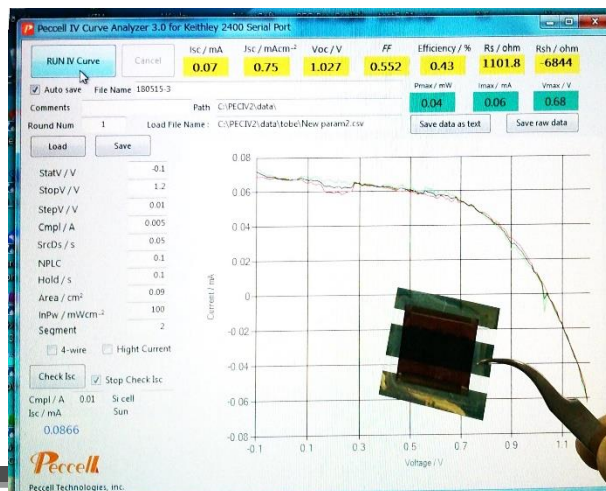 Peccell IV Curve Analyzer 3.0 for Keithley 2400 Serial Port
RUN IV Curve
Cancel
Isc / mA Jsc / mAcm⁻² Voc / V FF Efficiency / % Rs / ohm Rsh / ohm
0.07 0.75 1.027 0.552 0.43 1101.8 -6844
Auto save File Name 180515-3
Pmax / mW Imax / mA Vmax / V
0.04 0.06 0.68
Comments Path C:\PECIV2\data\
Round Num 1 Load File Name : C:\PECIV2\data\tobe\New param2.csv
Save data as text Save raw data
Load Save
StatV / V -0.1
StopV / V 1.2
StepV / V 0.01
Cmpl / A 0.005
SrcDs / s 0.05
NPLC 0.1
Hold / s 0.1
Area / cm² 0.09
InPw / mWcm⁻² 100
Segment 2
4-wire Hight Current
Check Isc Stop Check Isc
Cmpl / A 0.01 Si cell
Isc / mA Sun
0.0866
Peccell
Peccell Technologies, inc.
0.08
0.06
0.04
0.02
0
-0.02
-0.04
-0.06
-0.08
Current / mA
-0.1 0.1 0.3 0.5 0.7 0.9 1.1
Voltage / V